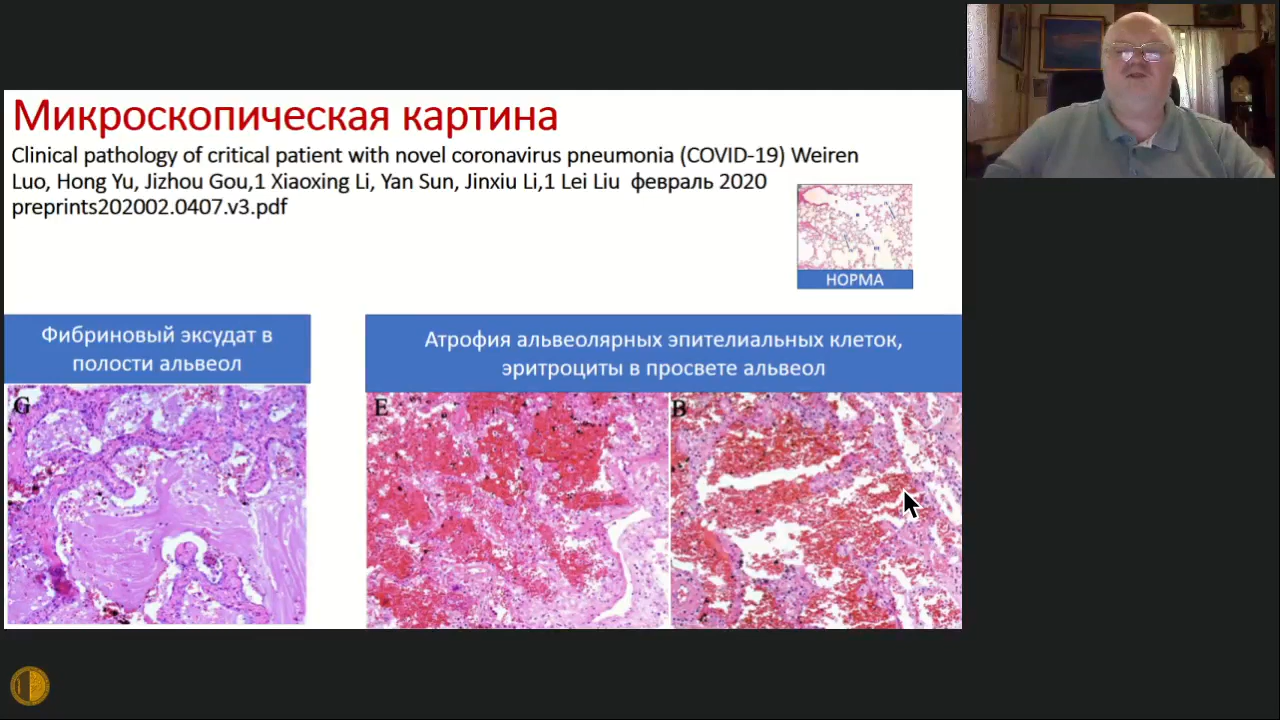 Микроскопическая картина
Clinical pathology of critical patient with novel coronavirus pneumonia (COVID-19) Weiren
Luo, Hong Yu, Jizhou Gou,1 Xiaoxing Li, Yan Sun, Jinxiu Li,1 Lei Liu февраль 2020
preprints202002.0407.v3.pdf
НОРМА
Фибриновый эксудат в
полости альвеол
Атрофия альвеолярных эпителиальных клеток,
эритроциты в просвете альвеол
G
E
B